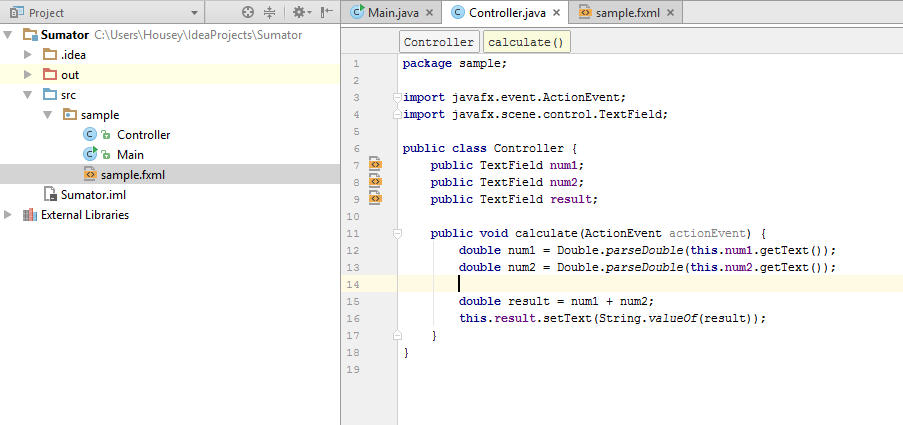 Project
Sumator C:\Users\Housey\IdeaProjects\Sumator
.idea
out
src
sample
Controller
Main
sample.fxml
Sumator.iml
External Libraries
Main.java
Controller.java
sample.fxml
Controller
calculate()
1 package sample;
2
3 import javafx.event.ActionEvent;
4 import javafx.scene.control.TextField;
5
6 public class Controller {
7 public TextField num1;
8 public TextField num2;
9 public TextField result;
10
11 public void calculate(ActionEvent actionEvent) {
12 double num1 = Double.parseDouble(this.num1.getText());
13 double num2 = Double.parseDouble(this.num2.getText());
14
15 double result = num1 + num2;
16 this.result.setText(String.valueOf(result));
17 }
18 }
19